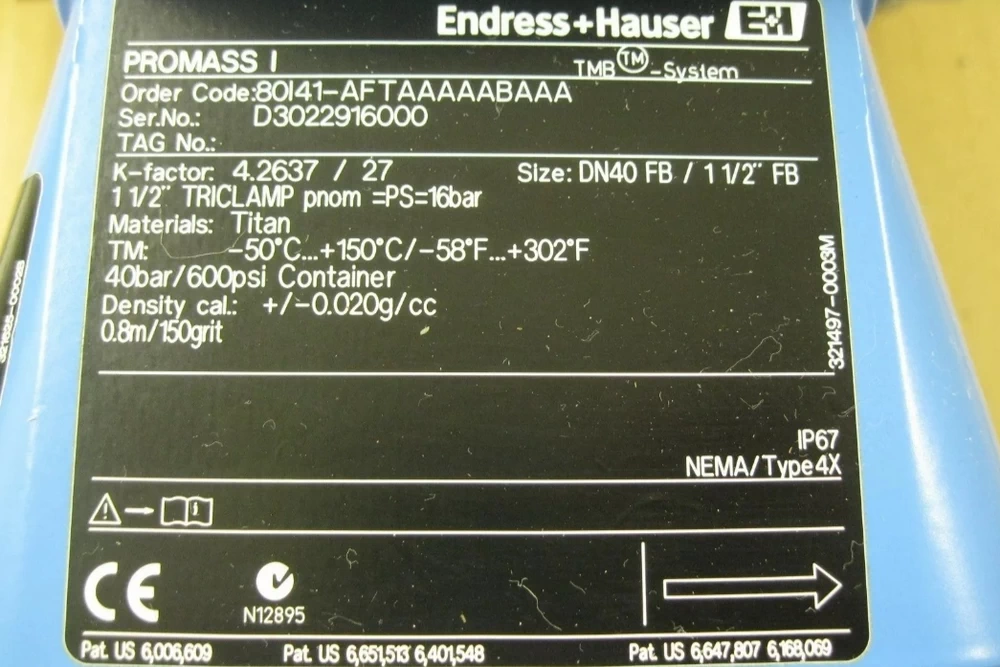 Endress+Hauser E+H
PROMASS I TMB™-System
Order Code:80I41-AFTAAAAABAAA
Ser.No.: D3022916000
TAG No.:
K-factor: 4.2637 / 27 Size: DN40 FB / 1 1/2" FB
1 1/2" TRICLAMP pnom =PS=16bar
Materials: Titan
TM: -50°C...+150°C/-58°F...+302°F
40bar/600psi Container
Density cal.: +/-0.020g/cc
0.8m/150grit
321497-0003M
IP67
NEMA/Type4X
CE
N12895
Pat. US 6,006,609 Pat. US 6,651,513 6,401,548 Pat. US 6,647,807 6,168,069